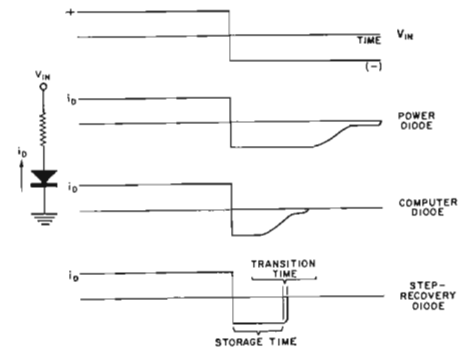 +
TIME
VIN
(-)
VIN
iD
iD
POWER
DIODE
iD
COMPUTER
DIODE
iD
TRANSITION
TIME
STEP-
RECOVERY
DIODE
STORAGE TIME